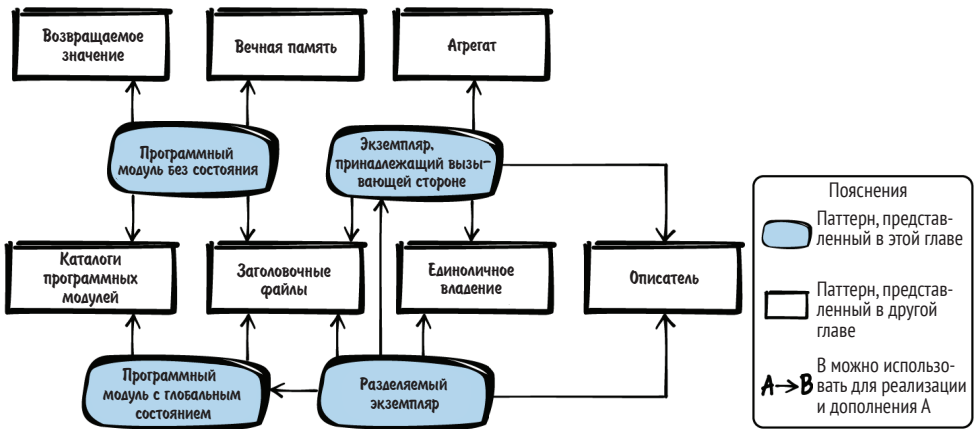 Возвращаемое
значение
Вечная память
Агрегат
Программный
модуль без состояния
Экземпляр,
принадлежащий вызы-
вающей стороне
Каталоги
программных
модулей
Заголовочные
файлы
Единоличное
владение
Описатель
Программный
модуль с глобальным
состоянием
Разделяемый
экземпляр
Пояснения
Паттерн, представ-
ленный в этой главе
Паттерн, представ-
ленный в другой
главе
A→B
В можно использо-
вать для реализации
и дополнения А